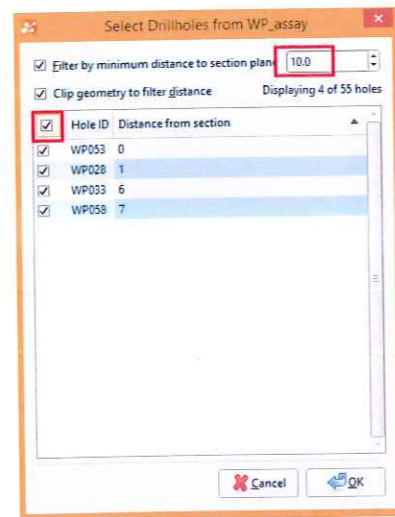 Select Drillholes from WP_assay
Filter by minimum distance to section plane 10.0
Clip geometry to filter distance Displaying 4 of 55 holes
Hole ID Distance from section
WP053 0
WP028 1
WP033 6
WP058 7
Cancel OK